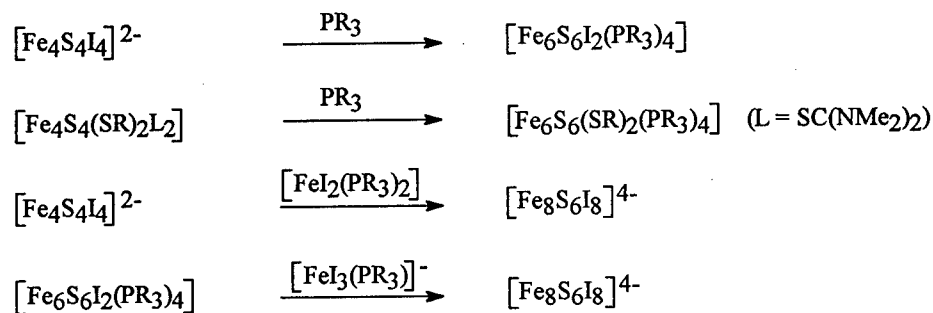 [Fe4S4I4]2- PR3 [Fe6S6I2(PR3)4]
[Fe4S4(SR)2L2] PR3 [Fe6S6(SR)2(PR3)4] (L = SC(NMe2)2)
[Fe4S4I4]2- [FeI2(PR3)2] [Fe8S6I8]4-
[Fe6S6I2(PR3)4] [FeI3(PR3)]- [Fe8S6I8]4-